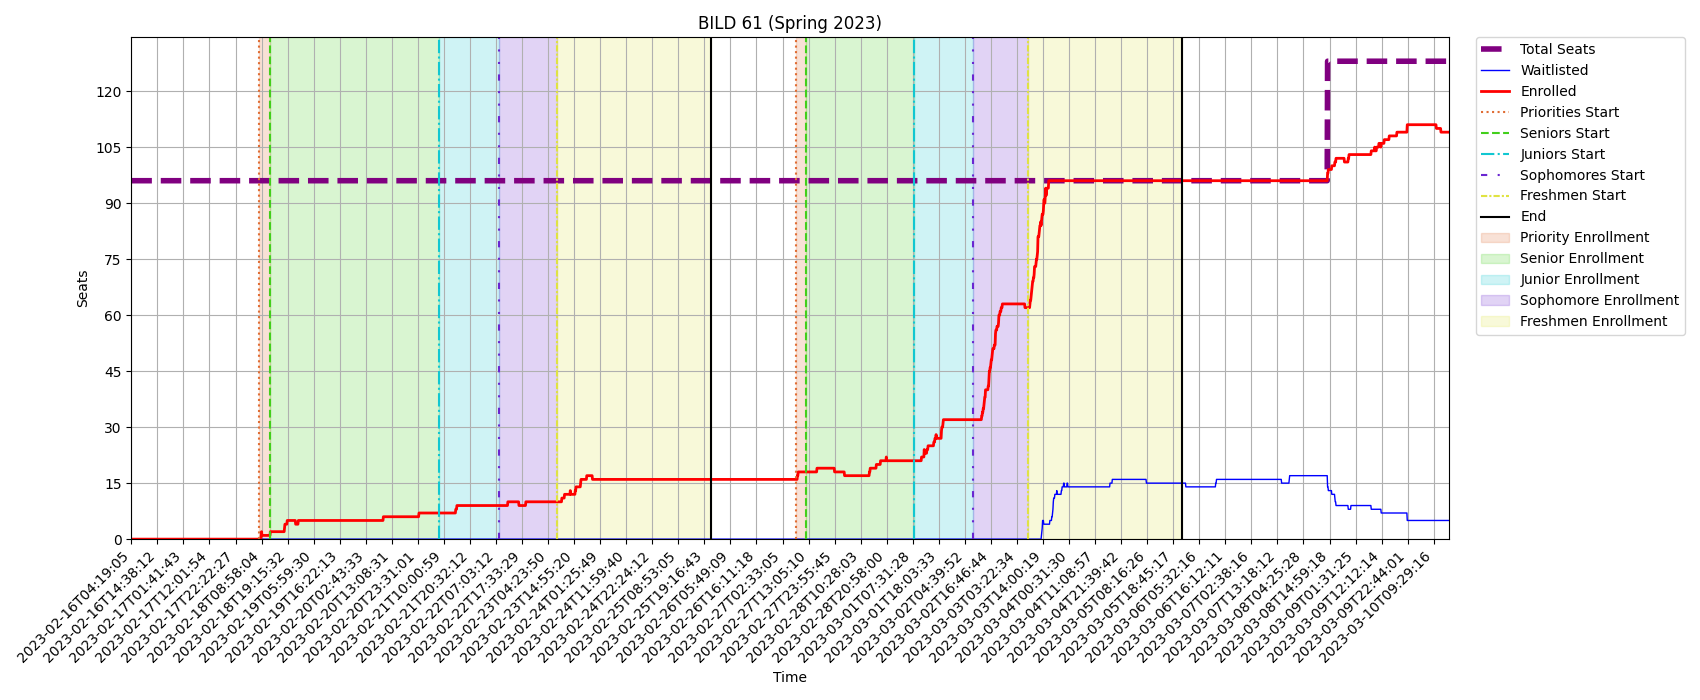 BILD 61 (Spring 2023)
Seats
120
105
90
75
60
45
30
15
0
2023-02-16T04:19:05
2023-02-16T14:38:12
2023-02-17T01:41:43
2023-02-17T12:01:54
2023-02-17T22:22:27
2023-02-18T08:58:04
2023-02-18T19:15:32
2023-02-19T05:59:30
2023-02-19T16:22:13
2023-02-20T02:43:33
2023-02-20T13:08:31
2023-02-20T23:31:01
2023-02-21T10:00:59
2023-02-21T20:32:12
2023-02-22T07:03:12
2023-02-22T17:33:29
2023-02-23T04:23:50
2023-02-23T14:55:20
2023-02-24T01:25:49
2023-02-24T11:59:40
2023-02-24T22:24:12
2023-02-25T08:53:05
2023-02-25T19:16:43
2023-02-26T05:49:09
2023-02-26T16:11:18
2023-02-27T02:33:05
2023-02-27T13:05:10
2023-02-27T23:55:45
2023-02-28T10:28:03
2023-02-28T20:58:00
2023-03-01T07:31:28
2023-03-01T18:03:33
2023-03-02T04:39:52
2023-03-02T16:46:44
2023-03-03T03:22:34
2023-03-03T14:00:19
2023-03-04T00:31:30
2023-03-04T11:08:57
2023-03-04T21:39:42
2023-03-05T08:16:26
2023-03-05T18:45:17
2023-03-06T05:32:16
2023-03-06T16:12:11
2023-03-07T02:38:16
2023-03-07T13:18:12
2023-03-08T04:25:28
2023-03-08T14:59:18
2023-03-09T01:31:25
2023-03-09T12:12:14
2023-03-09T22:44:01
2023-03-10T09:29:16
Time
Total Seats
Waitlisted
Enrolled
Priorities Start
Seniors Start
Juniors Start
Sophomores Start
Freshmen Start
End
Priority Enrollment
Senior Enrollment
Junior Enrollment
Sophomore Enrollment
Freshmen Enrollment